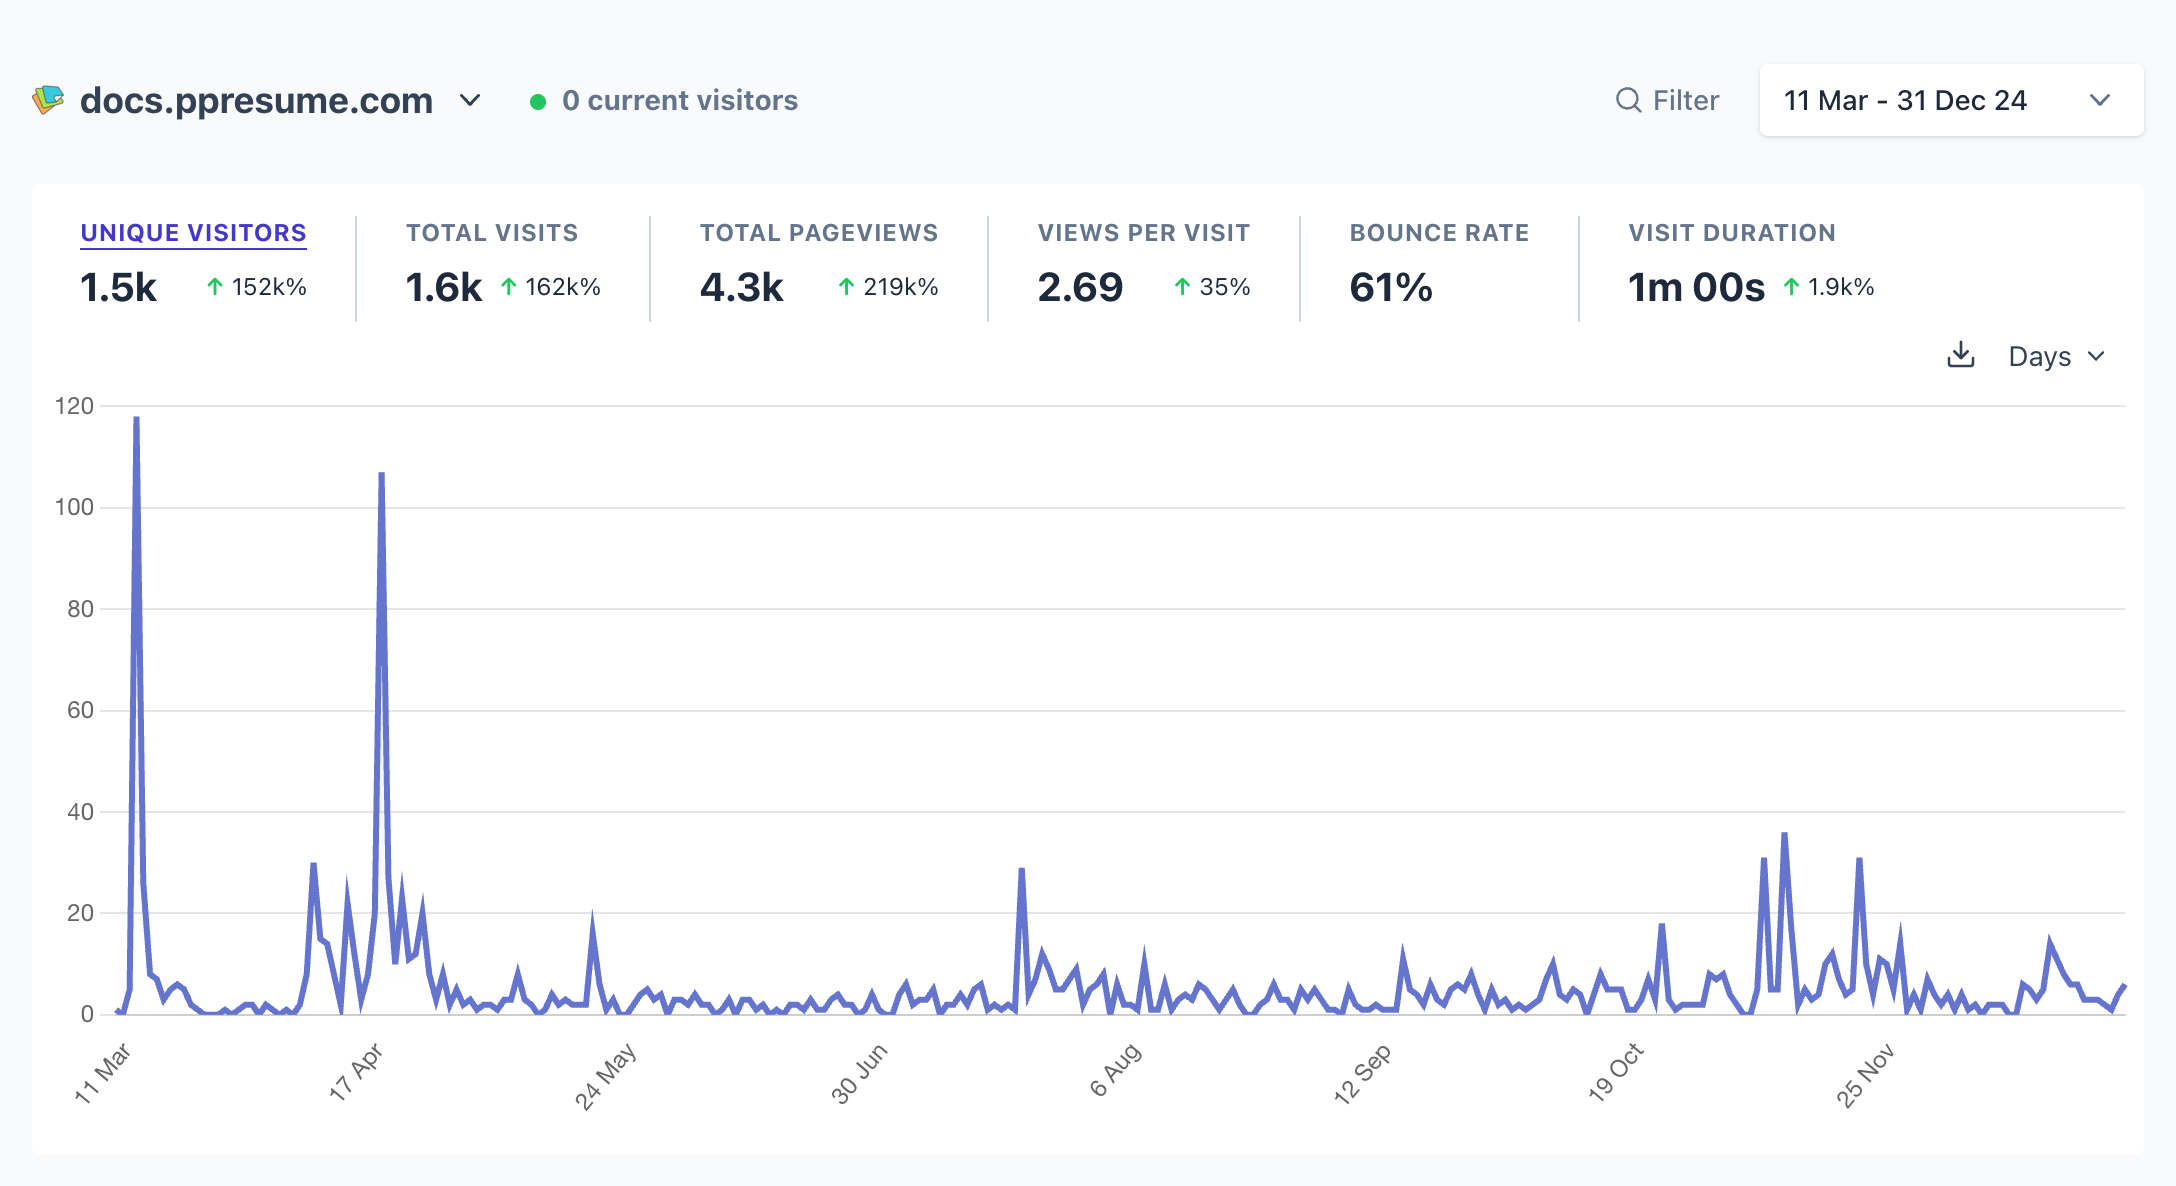 docs.ppresume.com
0 current visitors
Filter
11 Mar - 31 Dec 24
UNIQUE VISITORS
1.5k 152k%
TOTAL VISITS
1.6k 162k%
TOTAL PAGEVIEWS
4.3k 219k%
VIEWS PER VISIT
2.69 35%
BOUNCE RATE
61%
VISIT DURATION
1m 00s 1.9k%
Days
120
100
80
60
40
20
0
11 Mar
17 Apr
24 May
30 Jun
6 Aug
12 Sep
19 Oct
25 Nov